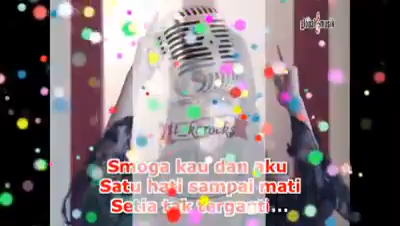 Smoga kau dan aku
Satu hati sampai mati
Setia tak terganti...